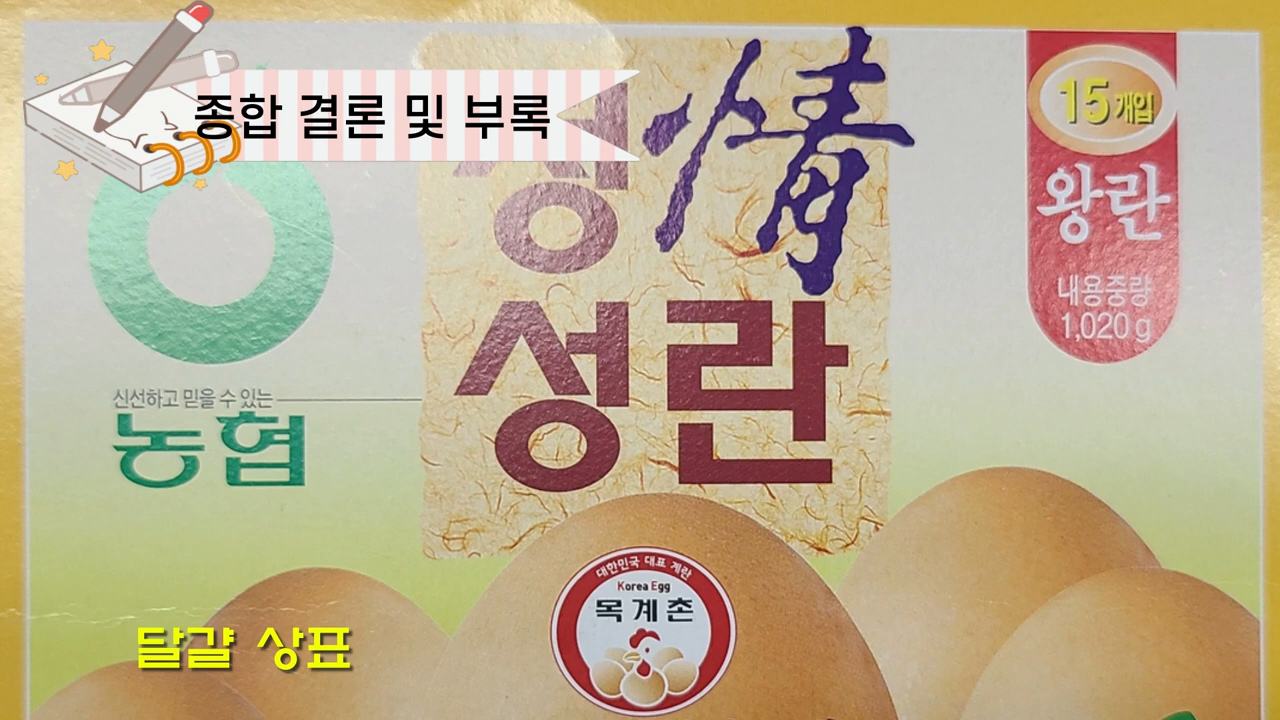 종합 결론 및 부록
정情
성란
15개입
왕란
내용중량
1,020g
신선하고 믿을 수 있는
농협
대한민국 대표 계란
Korea Egg
목계촌
달걀 상표